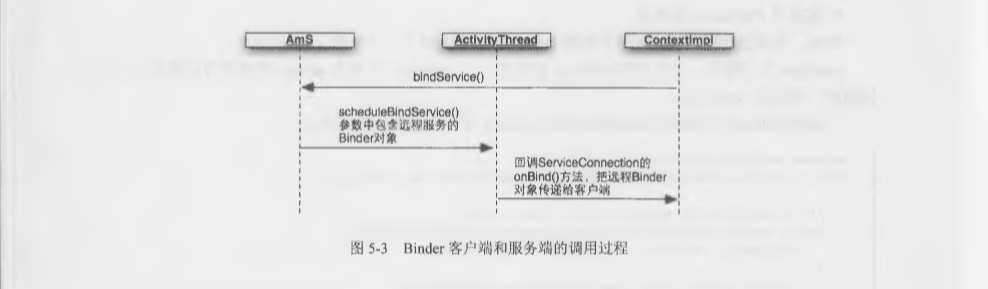 AmS
ActivityThread
ContextImpl
bindService()
scheduleBindService()
参数中包含远程服务的
Binder对象
回调ServiceConnection的
onBind()方法，把远程Binder
对象传递给客户端
图 5-3 Binder 客户端和服务端的调用过程